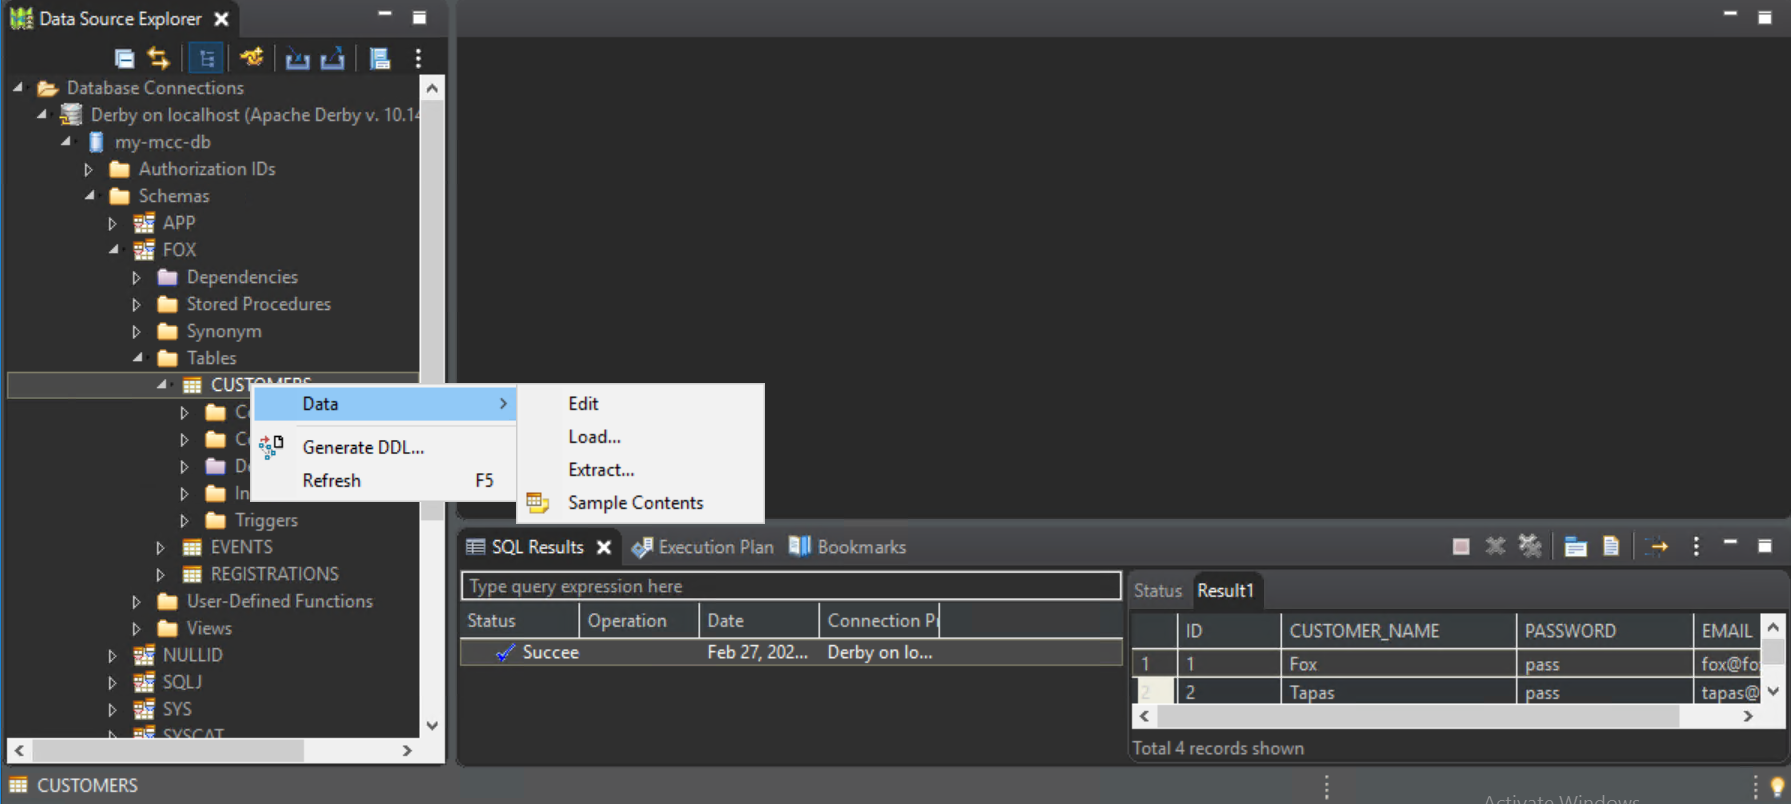 Data Source Explorer
Database Connections
Derby on localhost (Apache Derby v. 10.14
my-mcc-db
Authorization IDs
Schemas
APP
FOX
Dependencies
Stored Procedures
Synonym
Tables
CUSTOMERS
Triggers
EVENTS
REGISTRATIONS
User-Defined Functions
Views
NULLID
SQLJ
SYS
SYSCAT
Data
Generate DDL...
Refresh F5
Edit
Load...
Extract...
Sample Contents
SQL Results Execution Plan Bookmarks
Type query expression here
Status Operation Date Connection P
Succee Feb 27, 202... Derby on lo...
Status Result1
ID CUSTOMER_NAME PASSWORD EMAIL
1 1 Fox pass fox@fo
2 2 Tapas pass tapas@
Total 4 records shown
CUSTOMERS
Activate Windows